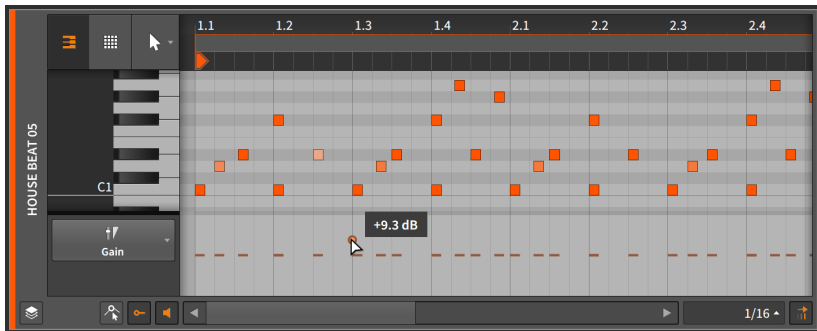 1.1 1.2 1.3 1.4 2.1 2.2 2.3 2.4
HOUSE BEAT 05
C1
+9.3 dB
Gain
1/16